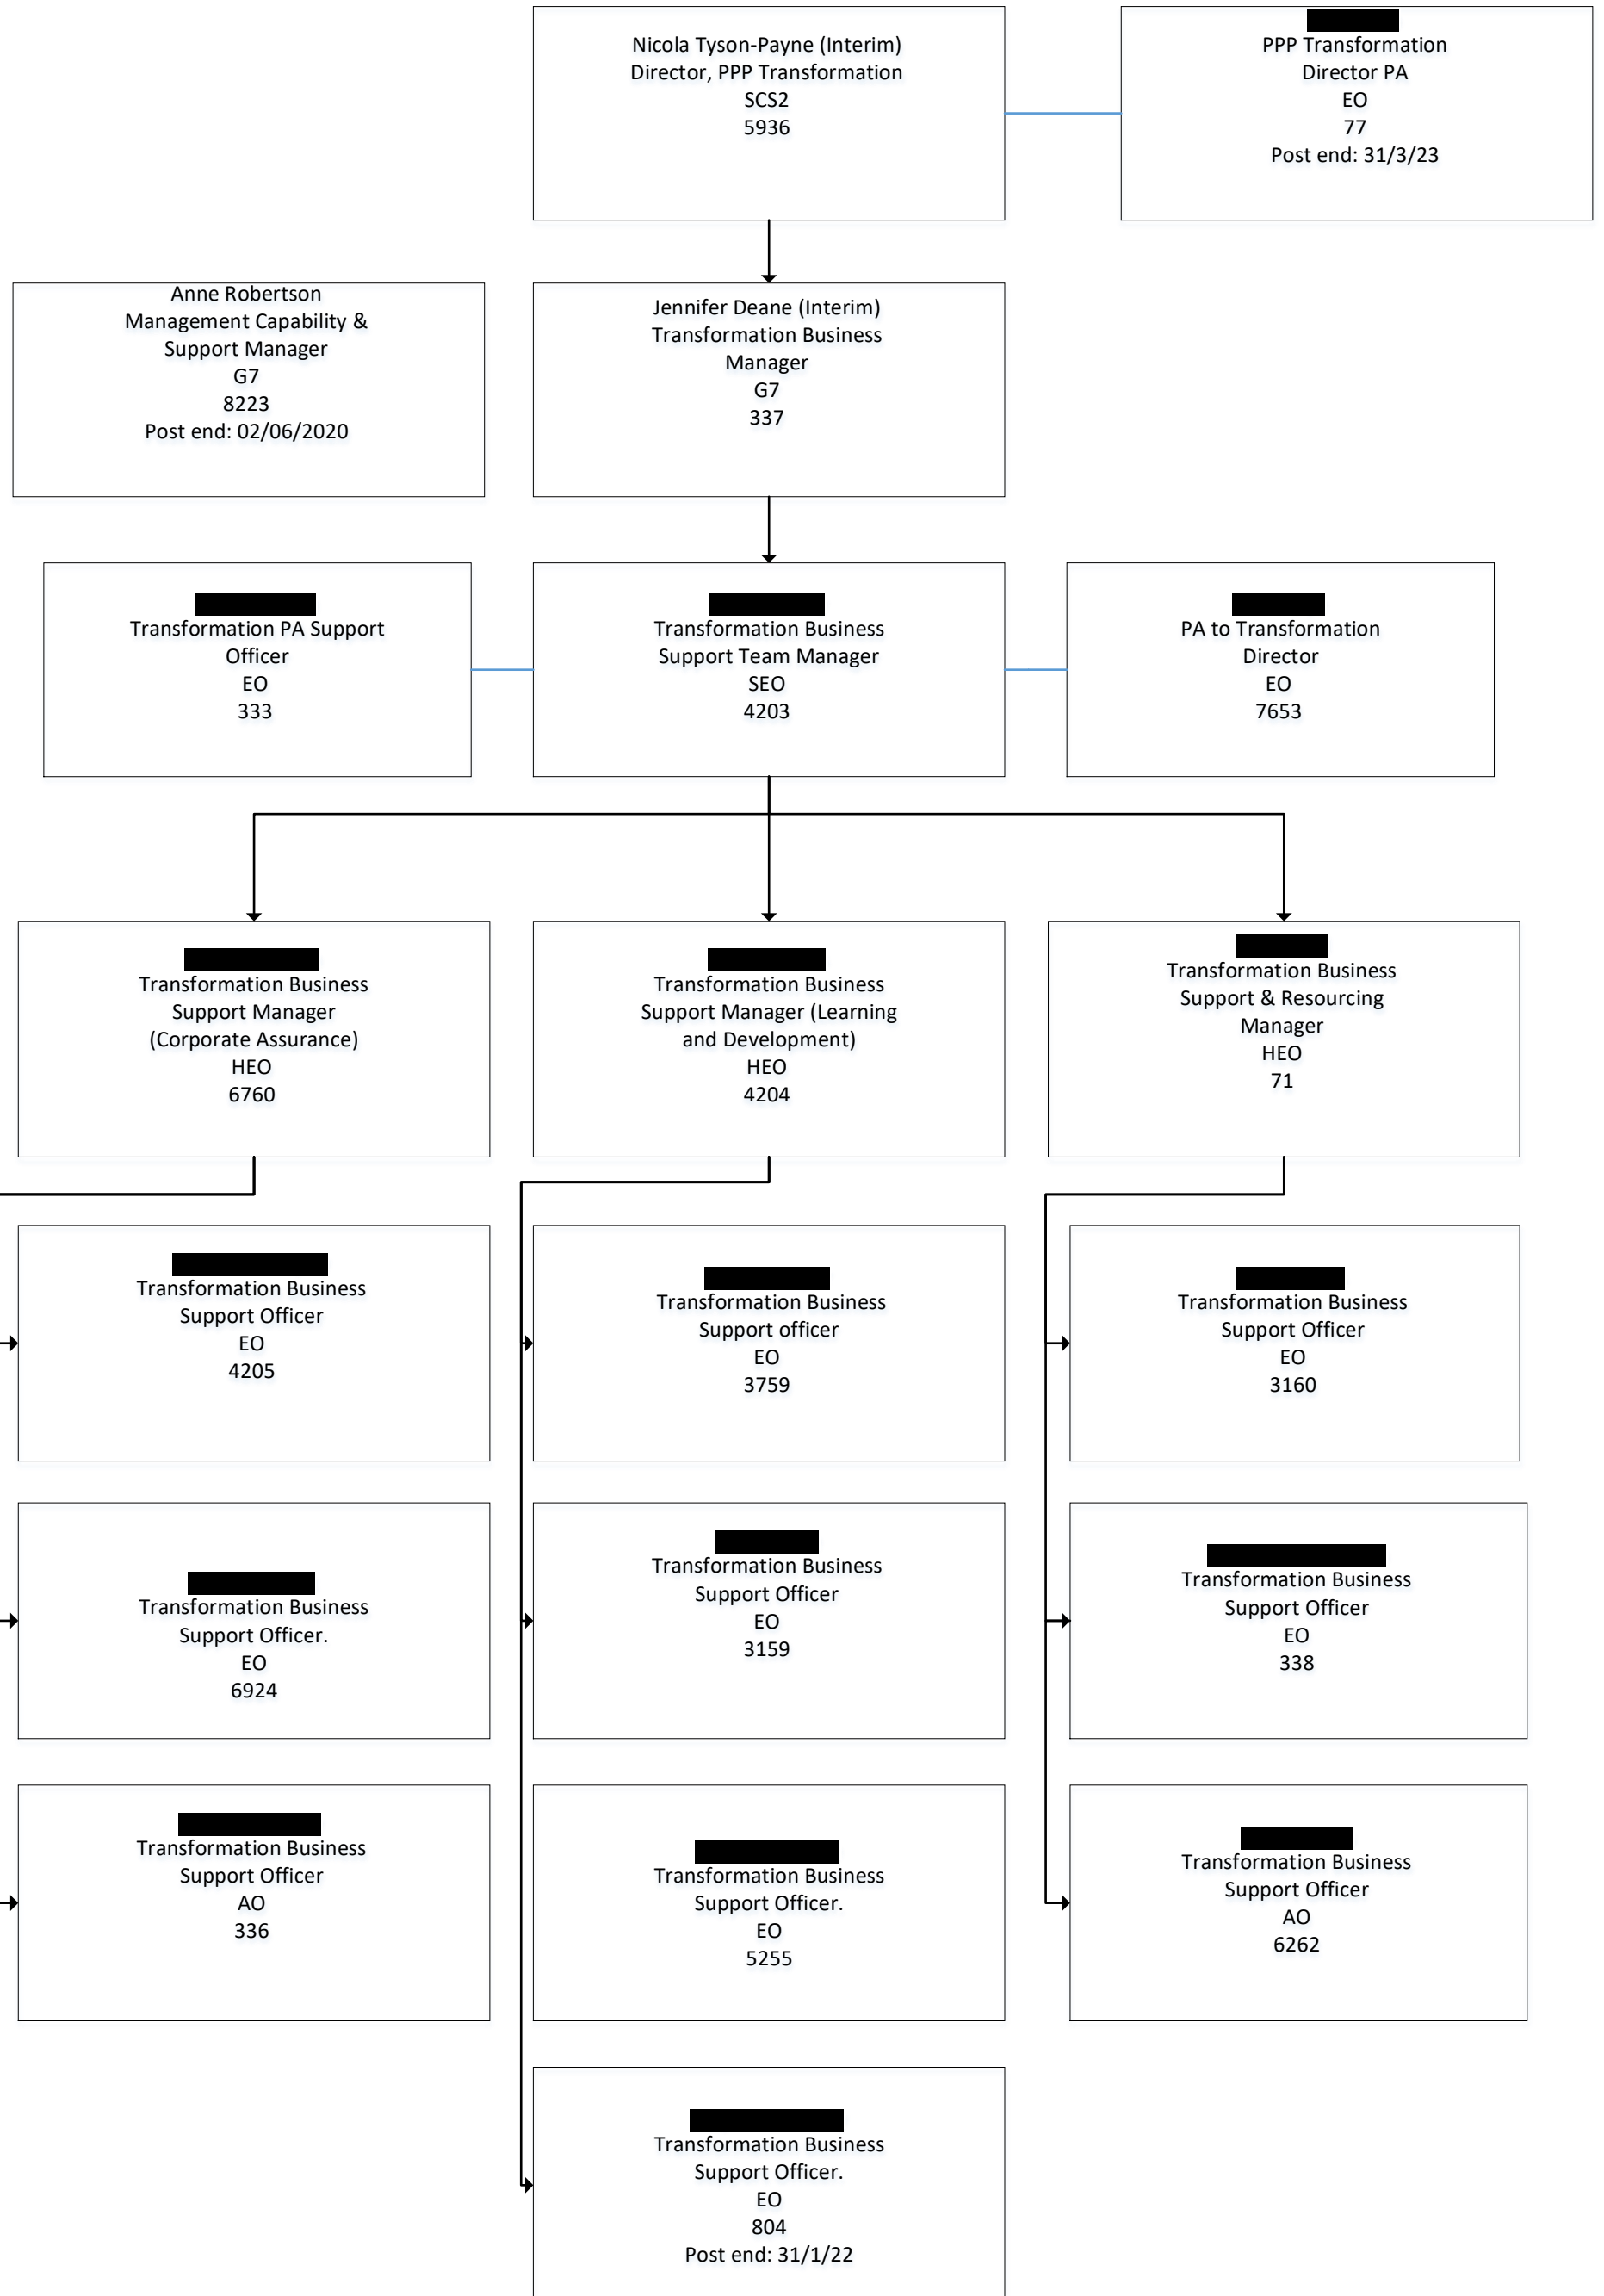 Nicola Tyson-Payne (Interim)
Director, PPP Transformation
SCS2
5936
PPP Transformation
Director PA
EO
77
Post end: 31/3/23
Anne Robertson
Management Capability &
Support Manager
G7
8223
Post end: 02/06/2020
Jennifer Deane (Interim)
Transformation Business
Manager
G7
337
Transformation PA Support
Officer
EO
333
Transformation Business
Support Team Manager
SEO
4203
PA to Transformation
Director
EO
7653
Transformation Business
Support Manager
(Corporate Assurance)
HEO
6760
Transformation Business
Support Manager (Learning
and Development)
HEO
4204
Transformation Business
Support & Resourcing
Manager
HEO
71
Transformation Business
Support Officer
EO
4205
Transformation Business
Support officer
EO
3759
Transformation Business
Support Officer
EO
3160
Transformation Business
Support Officer.
EO
6924
Transformation Business
Support Officer
EO
3159
Transformation Business
Support Officer
EO
338
Transformation Business
Support Officer
AO
336
Transformation Business
Support Officer.
EO
5255
Transformation Business
Support Officer
AO
6262
Transformation Business
Support Officer.
EO
804
Post end: 31/1/22